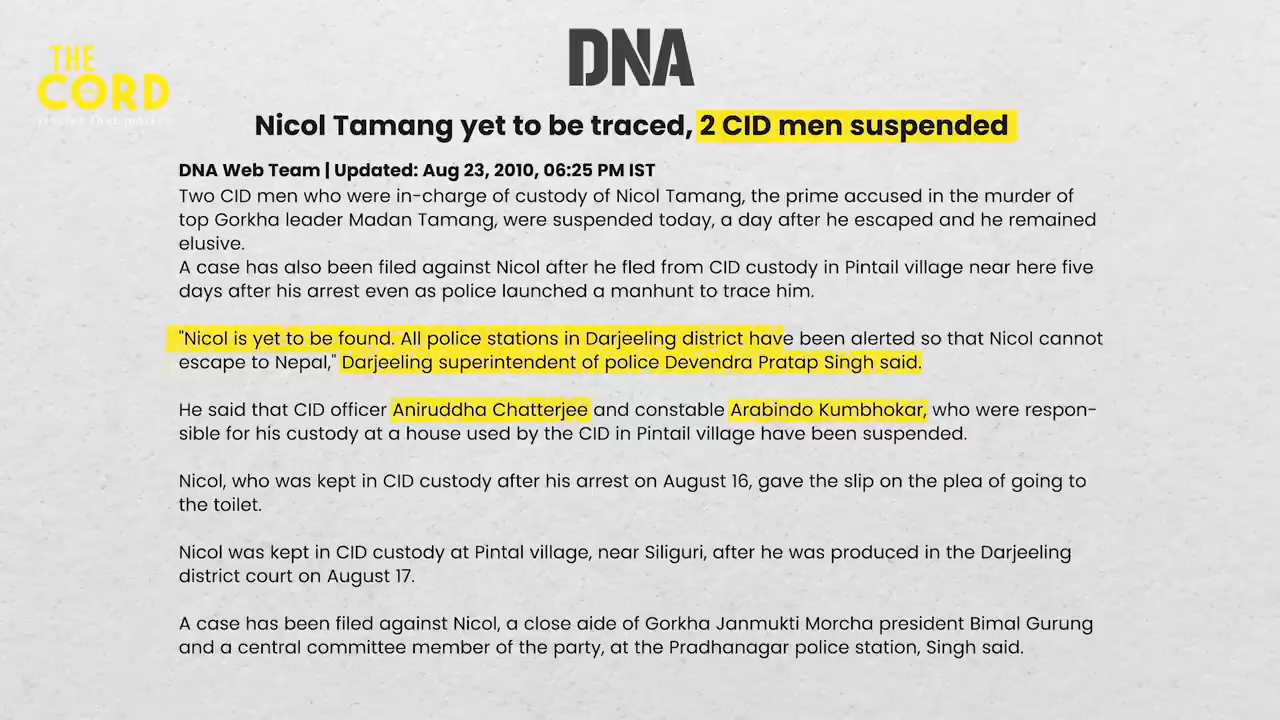 THE
CORD
stories that matter
DNA
Nicol Tamang yet to be traced, 2 CID men suspended
DNA Web Team | Updated: Aug 23, 2010, 06:25 PM IST
Two CID men who were in-charge of custody of Nicol Tamang, the prime accused in the murder of
top Gorkha leader Madan Tamang, were suspended today, a day after he escaped and he remained
elusive.
A case has also been filed against Nicol after he fled from CID custody in Pintail village near here five
days after his arrest even as police launched a manhunt to trace him.
"Nicol is yet to be found. All police stations in Darjeeling district have been alerted so that Nicol cannot
escape to Nepal," Darjeeling superintendent of police Devendra Pratap Singh said.
He said that CID officer Aniruddha Chatterjee and constable Arabindo Kumbhokar, who were respon-
sible for his custody at a house used by the CID in Pintail village have been suspended.
Nicol, who was kept in CID custody after his arrest on August 16, gave the slip on the plea of going to
the toilet.
Nicol was kept in CID custody at Pintal village, near Siliguri, after he was produced in the Darjeeling
district court on August 17.
A case has been filed against Nicol, a close aide of Gorkha Janmukti Morcha president Bimal Gurung
and a central committee member of the party, at the Pradhanagar police station, Singh said.